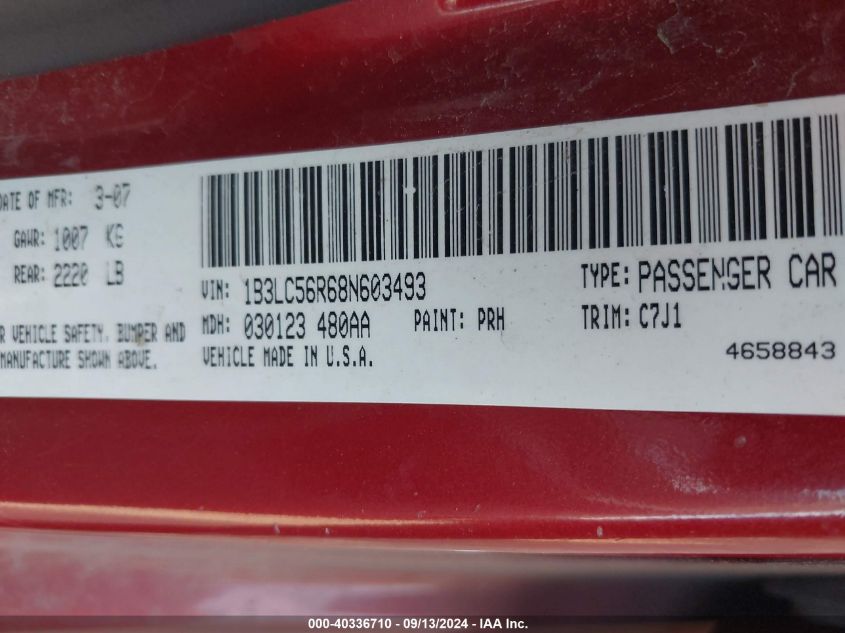 DATE OF MFR: 3-07
GAWR: 1007 KG
REAR: 2220 LB
VIN: 1B3LC56R68N603493
TYPE: PASSENGER CAR
MDH: 030123 480AA
PAINT: PRH
TRIM: C7J1
VEHICLE SAFETY, BUMPER AND
MANUFACTURE SHOWN ABOVE.
VEHICLE MADE IN U.S.A.
4658843
000-40336710 - 09/13/2024 - IAA Inc.